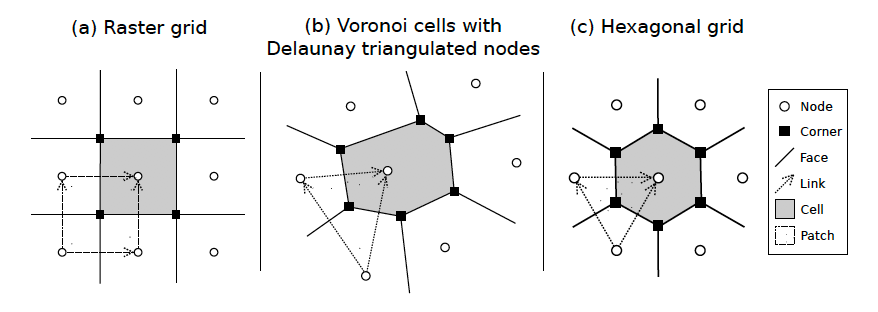 (a) Raster grid
(b) Voronoi cells with
Delaunay triangulated nodes
(c) Hexagonal grid
Node
Corner
Face
Link
Cell
Patch